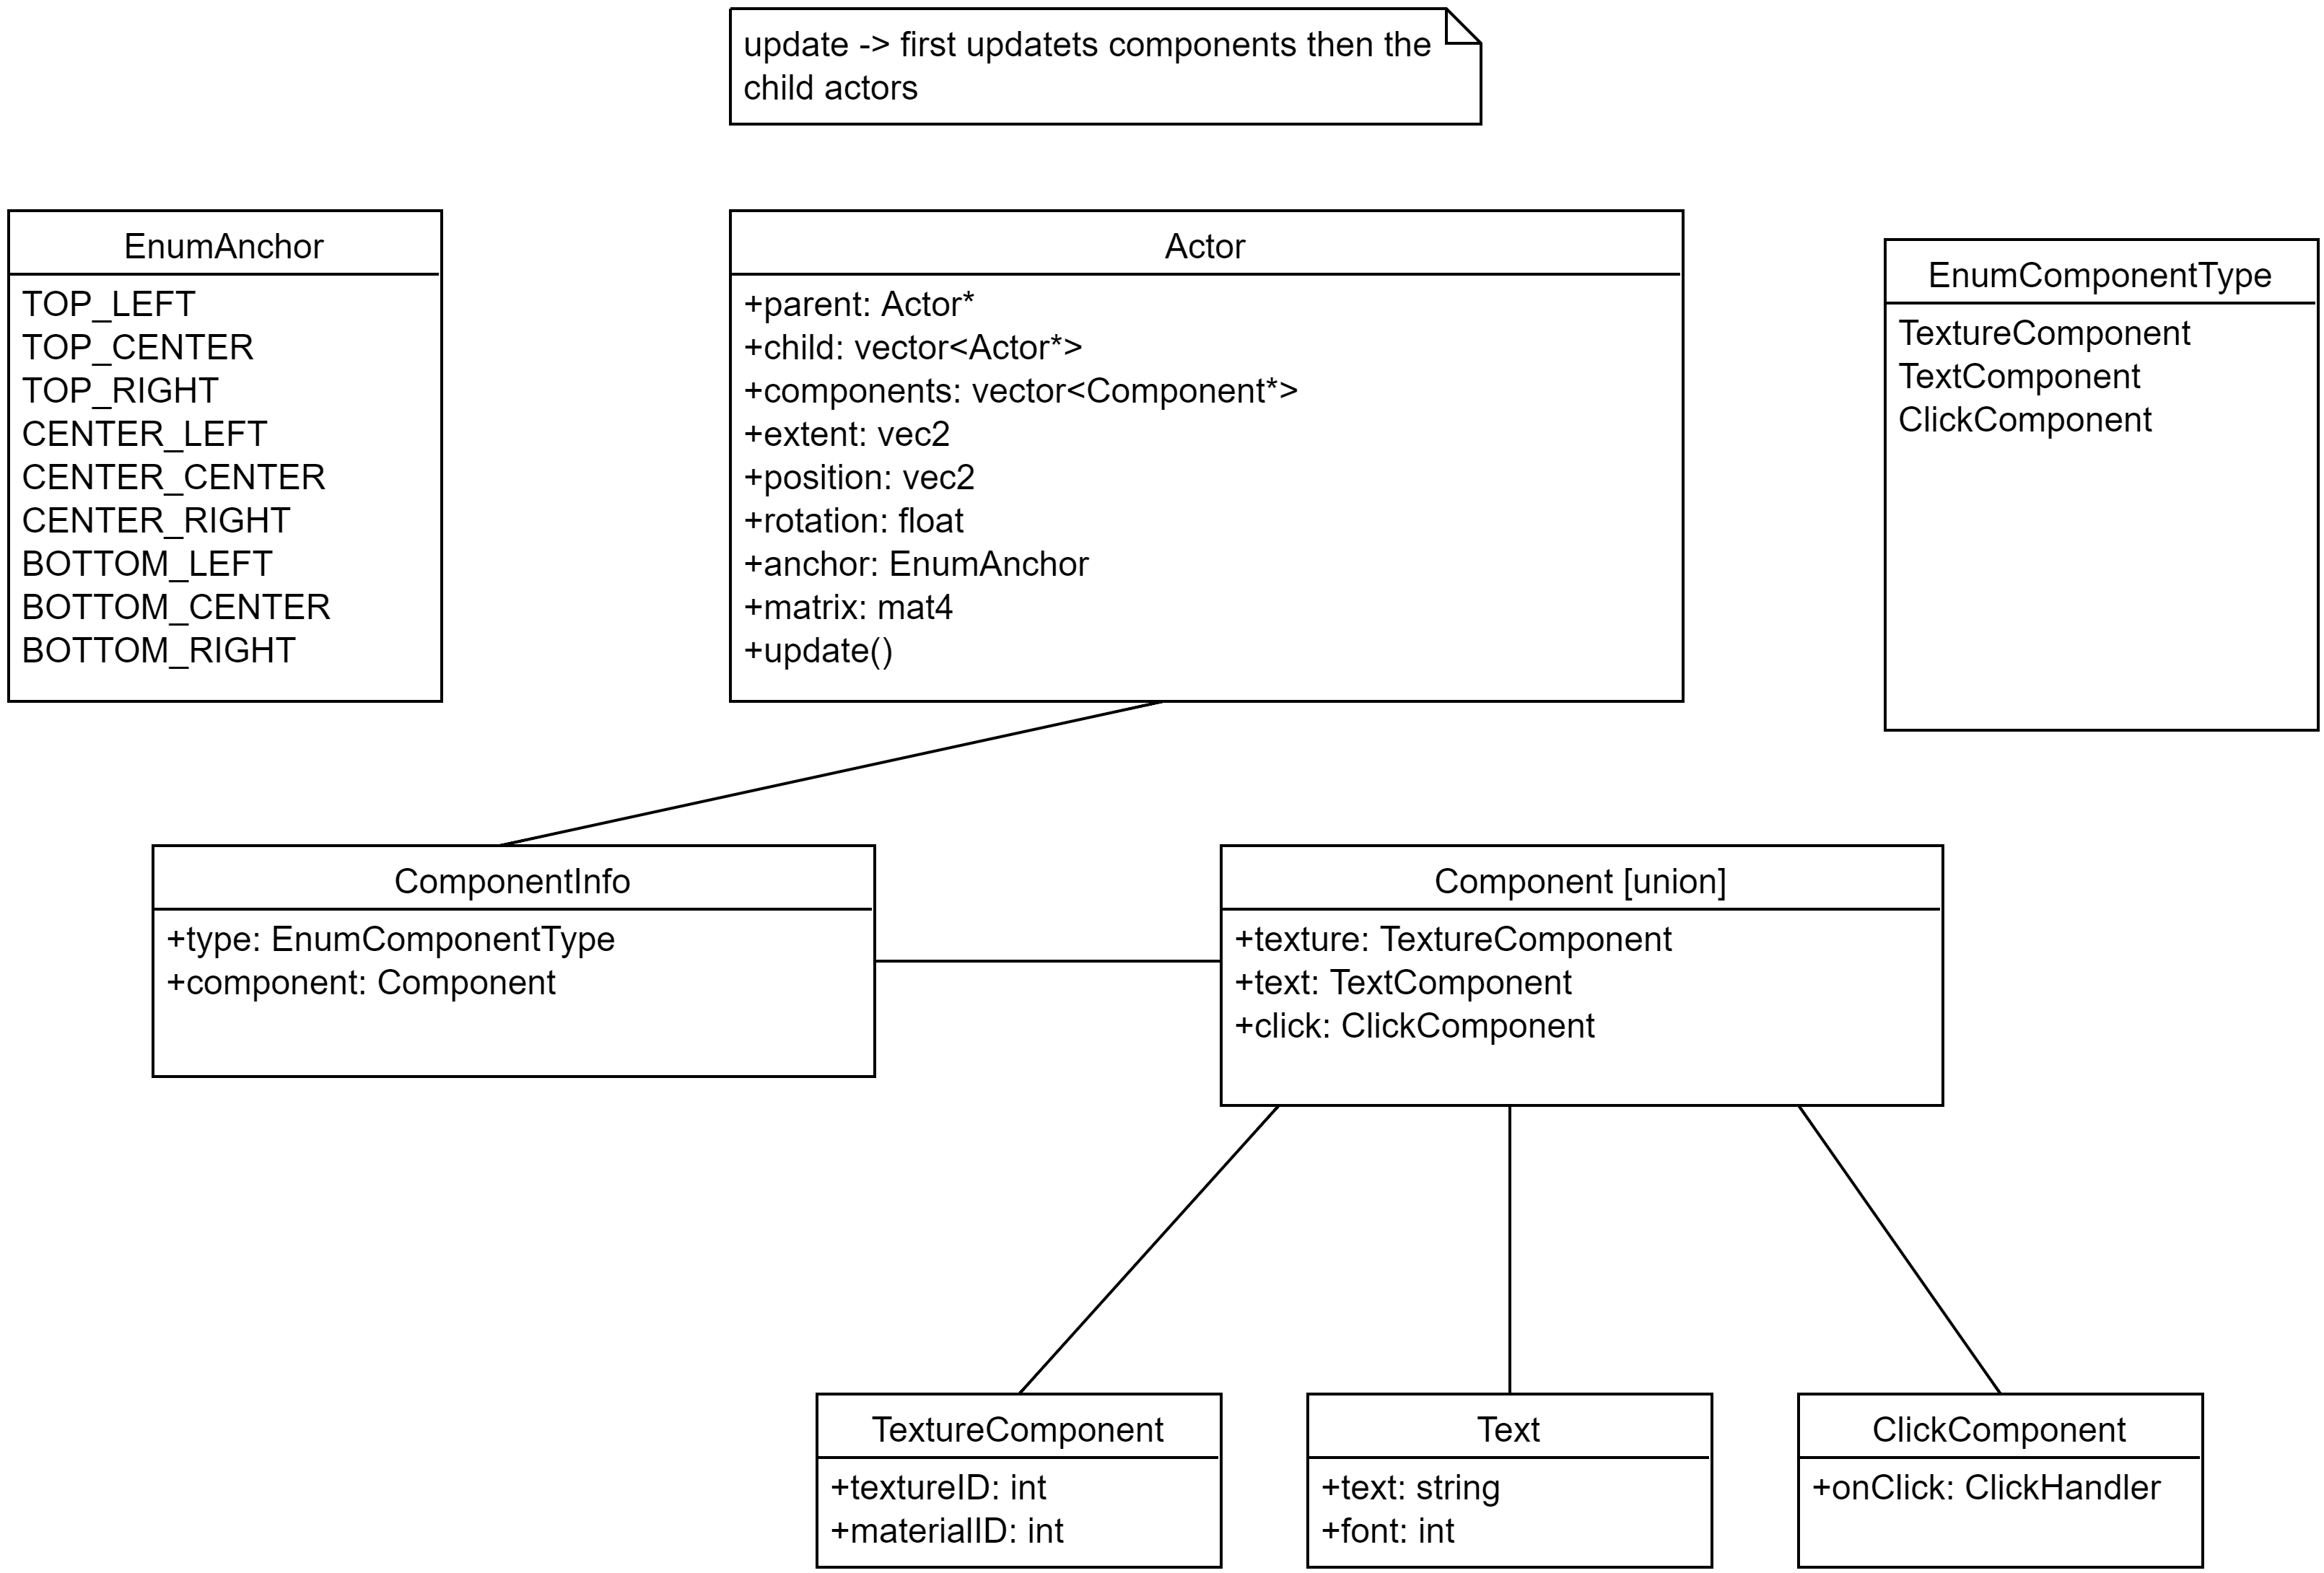 update -> first updatets components then the
child actors
EnumAnchor
TOP_LEFT
TOP_CENTER
TOP_RIGHT
CENTER_LEFT
CENTER_CENTER
CENTER_RIGHT
BOTTOM_LEFT
BOTTOM_CENTER
BOTTOM_RIGHT
Actor
+parent: Actor*
+child: vector<Actor*>
+components: vector<Component*>
+extent: vec2
+position: vec2
+rotation: float
+anchor: EnumAnchor
+matrix: mat4
+update()
EnumComponentType
TextureComponent
TextComponent
ClickComponent
ComponentInfo
+type: EnumComponentType
+component: Component
Component [union]
+texture: TextureComponent
+text: TextComponent
+click: ClickComponent
TextureComponent
+textureID: int
+materialID: int
Text
+text: string
+font: int
ClickComponent
+onClick: ClickHandler